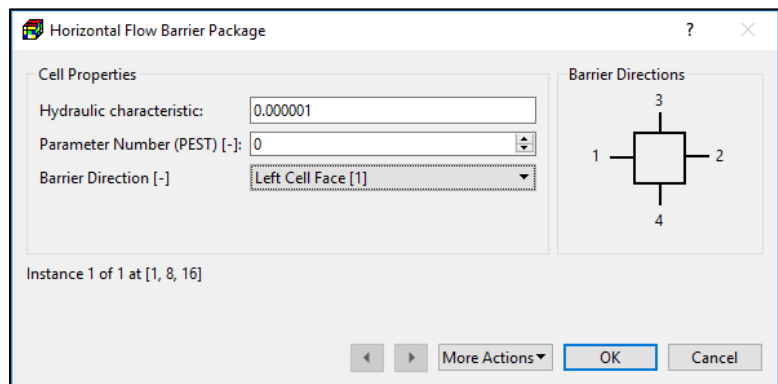 Horizontal Flow Barrier Package
?
Cell Properties
Hydraulic characteristic: 0.000001
Parameter Number (PEST) [-]: 0
Barrier Direction [-] Left Cell Face [1]
Barrier Directions
3
1 2
4
Instance 1 of 1 at [1, 8, 16]
More Actions OK Cancel